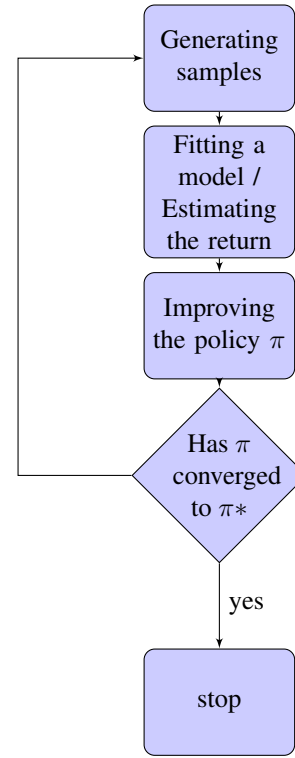 Generating
samples
Fitting a
model /
Estimating
the return
Improving
the policy π
Has π
converged
to π∗
yes
stop